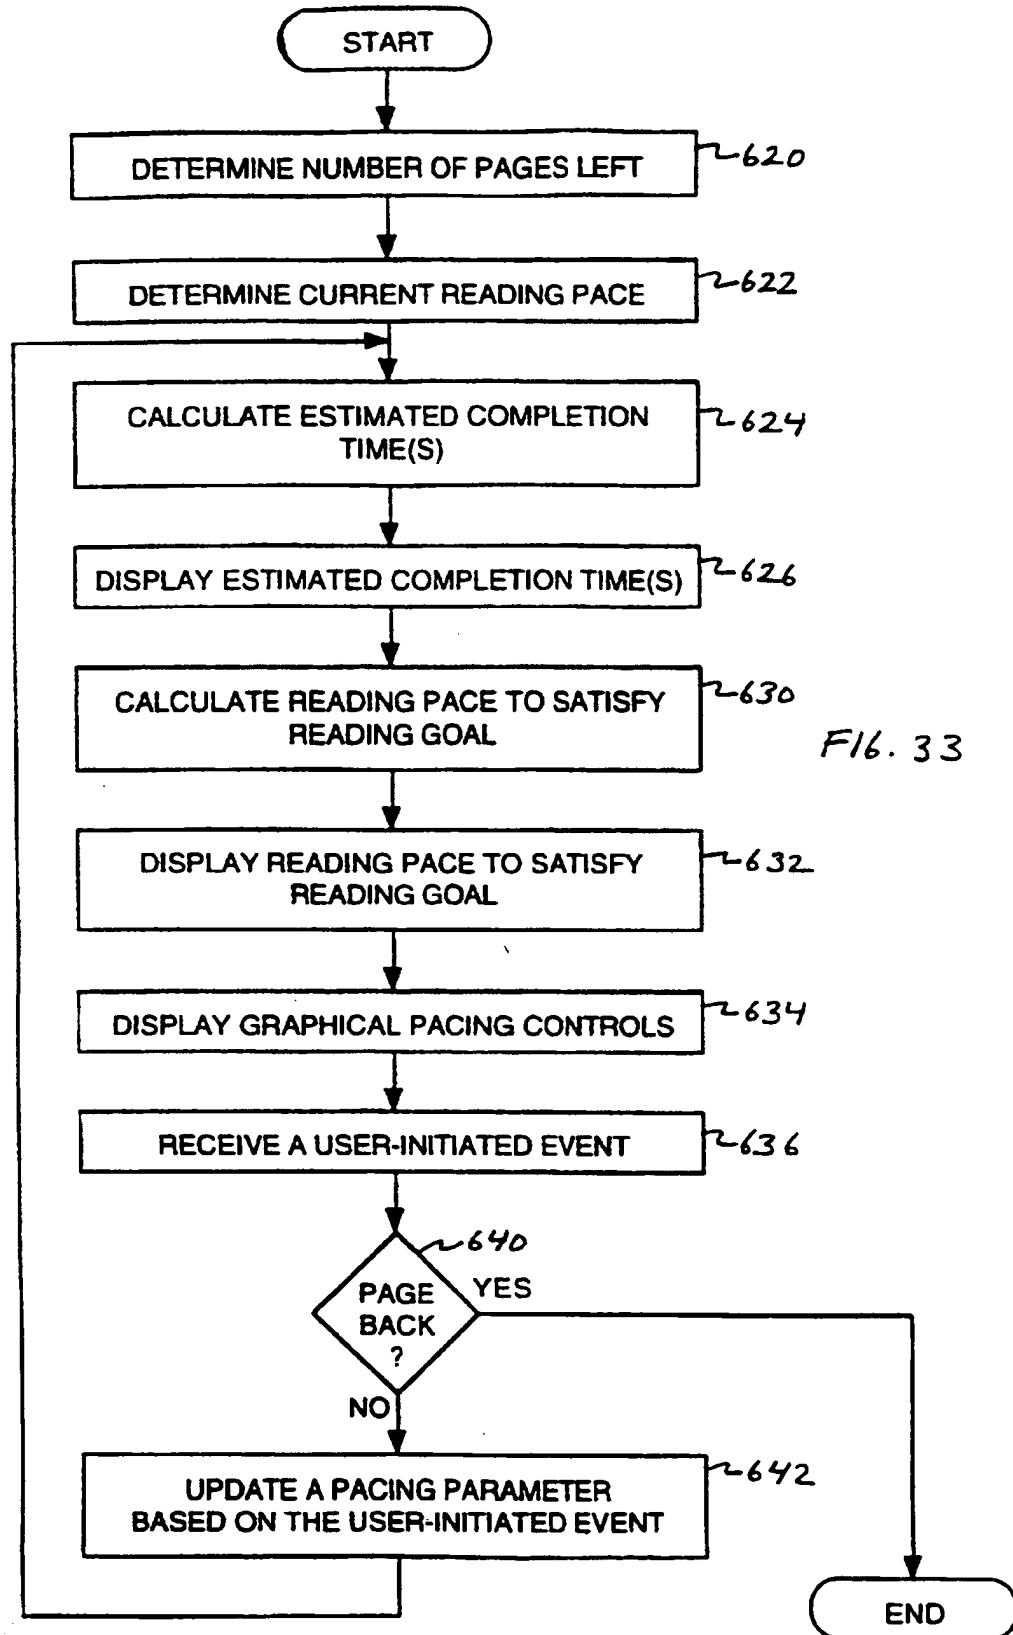 START
DETERMINE NUMBER OF PAGES LEFT
620
DETERMINE CURRENT READING PACE
622
CALCULATE ESTIMATED COMPLETION
TIME(S)
624
DISPLAY ESTIMATED COMPLETION TIME(S)
626
CALCULATE READING PACE TO SATISFY
READING GOAL
630
FIG. 33
DISPLAY READING PACE TO SATISFY
READING GOAL
632
DISPLAY GRAPHICAL PACING CONTROLS
634
RECEIVE A USER-INITIATED EVENT
636
640
PAGE
BACK
?
YES
NO
UPDATE A PACING PARAMETER
BASED ON THE USER-INITIATED EVENT
642
END